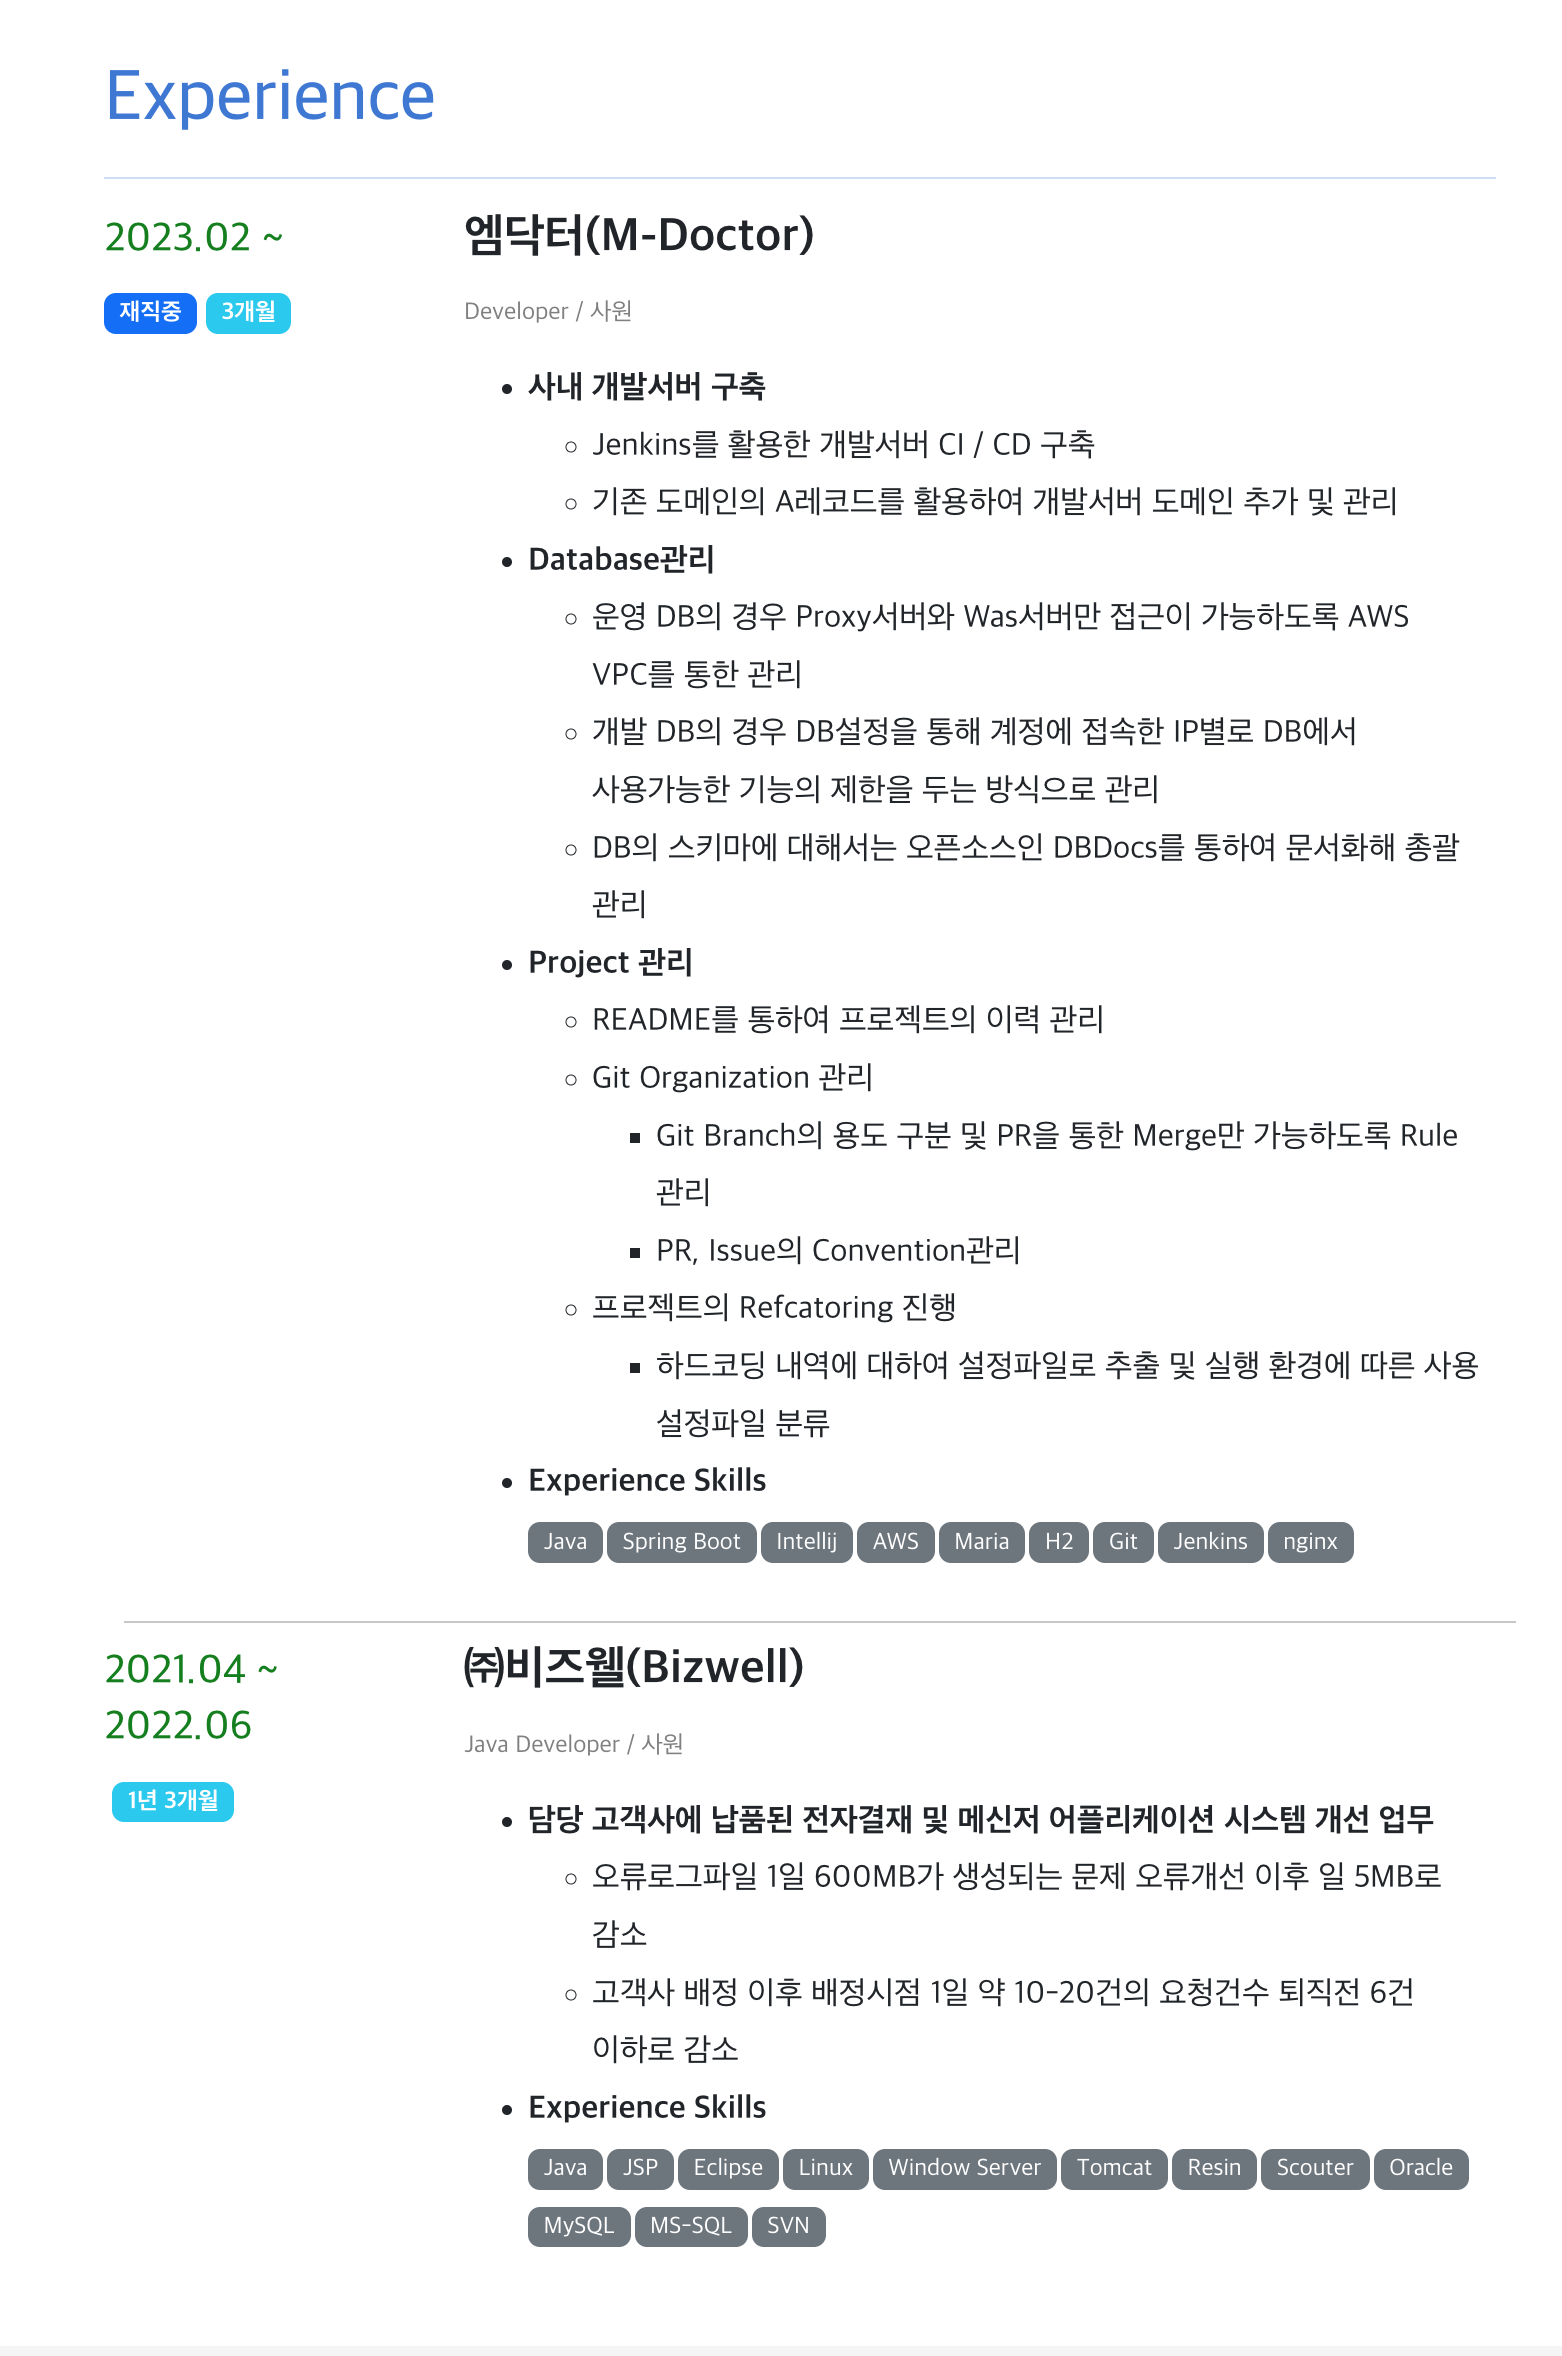 Experience
2023.02 ~
재직중 3개월
엠닥터(M-Doctor)
Developer / 사원
사내 개발서버 구축
Jenkins를 활용한 개발서버 CI / CD 구축
기존 도메인의 A레코드를 활용하여 개발서버 도메인 추가 및 관리
Database관리
운영 DB의 경우 Proxy서버와 Was서버만 접근이 가능하도록 AWS
VPC를 통한 관리
개발 DB의 경우 DB설정을 통해 계정에 접속한 IP별로 DB에서
사용가능한 기능의 제한을 두는 방식으로 관리
DB의 스키마에 대해서는 오픈소스인 DBDocs를 통하여 문서화해 총괄
관리
Project 관리
README를 통하여 프로젝트의 이력 관리
Git Organization 관리
Git Branch의 용도 구분 및 PR을 통한 Merge만 가능하도록 Rule
관리
PR, Issue의 Convention관리
프로젝트의 Refcatoring 진행
하드코딩 내역에 대하여 설정파일로 추출 및 실행 환경에 따른 사용
설정파일 분류
Experience Skills
Java Spring Boot Intellij AWS Maria H2 Git Jenkins nginx
2021.04 ~
2022.06
1년 3개월
㈜비즈웰(Bizwell)
Java Developer / 사원
담당 고객사에 납품된 전자결재 및 메신저 어플리케이션 시스템 개선 업무
오류로그파일 1일 600MB가 생성되는 문제 오류개선 이후 일 5MB로
감소
고객사 배정 이후 배정시점 1일 약 10-20건의 요청건수 퇴직전 6건
이하로 감소
Experience Skills
Java JSP Eclipse Linux Window Server Tomcat Resin Scouter Oracle
MySQL MS-SQL SVN